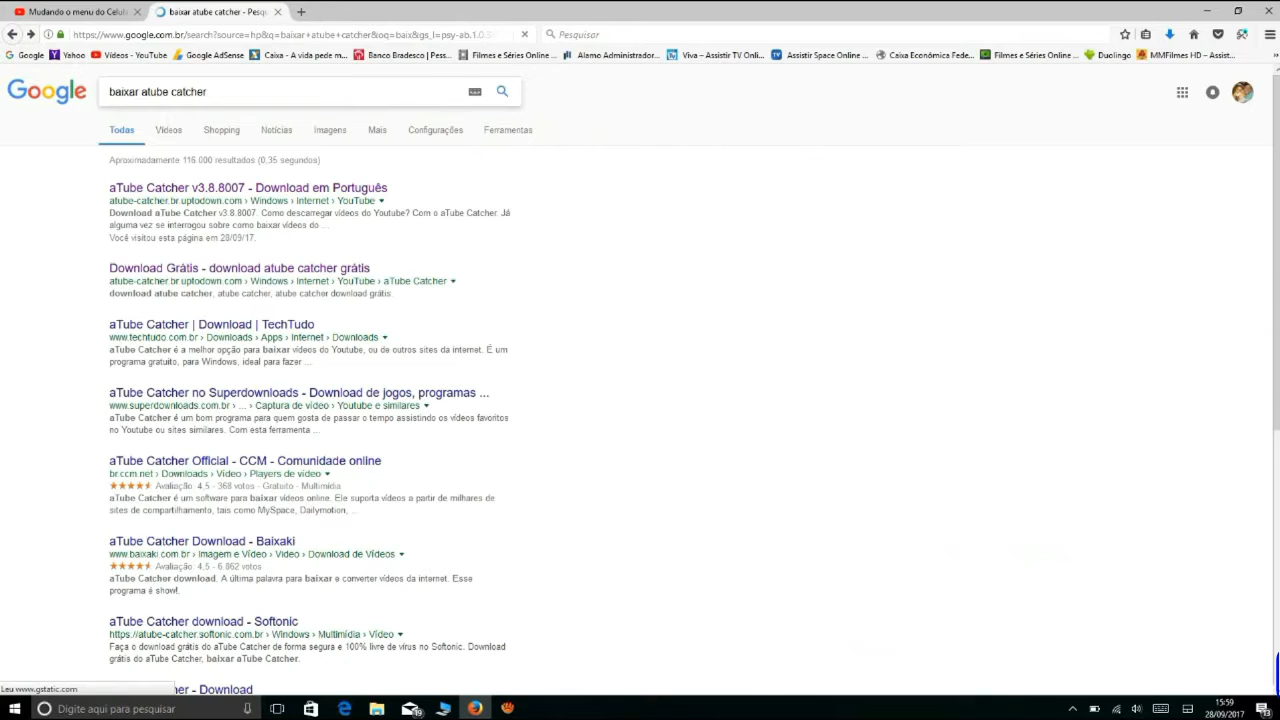 Mudando o menu do Celul
baixar atube catcher - Pesqu
https://www.google.com.br/search?source=hp&q=baixar+atube+catcher&oq=baix&gs_l=psy-ab.1.0.3
Pesquisar
Google
Yahoo
Vídeos - YouTube
Google AdSense
Caixa - A vida pede m...
Banco Bradesco | Pess...
Filmes e Séries Online ...
Alamo Administrador...
Viva – Assistir TV Onli...
Assistir Space Online ...
Caixa Econômica Fede...
Filmes e Séries Online ...
Duolingo
MMFilmes HD – Assist...
Google
baixar atube catcher
Todas
Vídeos
Shopping
Notícias
Imagens
Mais
Configurações
Ferramentas
Aproximadamente 116.000 resultados (0,35 segundos)
aTube Catcher v3.8.8007 - Download em Português
atube-catcher.br.uptodown.com › Windows › Internet › YouTube
Download aTube Catcher v3.8.8007. Como descarregar vídeos do Youtube? Com o aTube Catcher. Já
alguma vez se interrogou sobre como baixar vídeos do ...
Você visitou esta página em 28/09/17.
Download Grátis - download atube catcher grátis
atube-catcher.br.uptodown.com › Windows › Internet › YouTube › aTube Catcher
download atube catcher, atube catcher, atube catcher download grátis.
aTube Catcher | Download | TechTudo
www.techtudo.com.br › Downloads › Apps › Internet › Downloads
aTube Catcher é a melhor opção para baixar vídeos do Youtube, ou de outros sites da internet. É um
programa gratuito, para Windows, ideal para fazer ...
aTube Catcher no Superdownloads - Download de jogos, programas ...
www.superdownloads.com.br › ... › Captura de vídeo › Youtube e similares
aTube Catcher é um bom programa para quem gosta de passar o tempo assistindo os vídeos favoritos
no Youtube ou sites similares. Com esta ferramenta ...
aTube Catcher Official - CCM - Comunidade online
br.ccm.net › Downloads › Vídeo › Players de vídeo
Avaliação: 4,5 - 368 votos - Gratuito - Multimídia
aTube Catcher é um software para baixar vídeos online. Ele suporta vídeos a partir de milhares de
sites de compartilhamento, tais como MySpace, Dailymotion, ...
aTube Catcher Download - Baixaki
www.baixaki.com.br › Imagem e Vídeo › Vídeo › Download de Vídeos
Avaliação: 4,5 - 6.862 votos
aTube Catcher download. A última palavra para baixar e converter vídeos da internet. Esse
programa é show!.
aTube Catcher download - Softonic
https://atube-catcher.softonic.com.br › Windows › Multimídia › Vídeo
Faça o download grátis do aTube Catcher de forma segura e 100% livre de vírus no Softonic. Download
grátis do aTube Catcher, baixar aTube Catcher.
her - Download
Leu www.gstatic.com
Digite aqui para pesquisar
15:59
28/09/2017